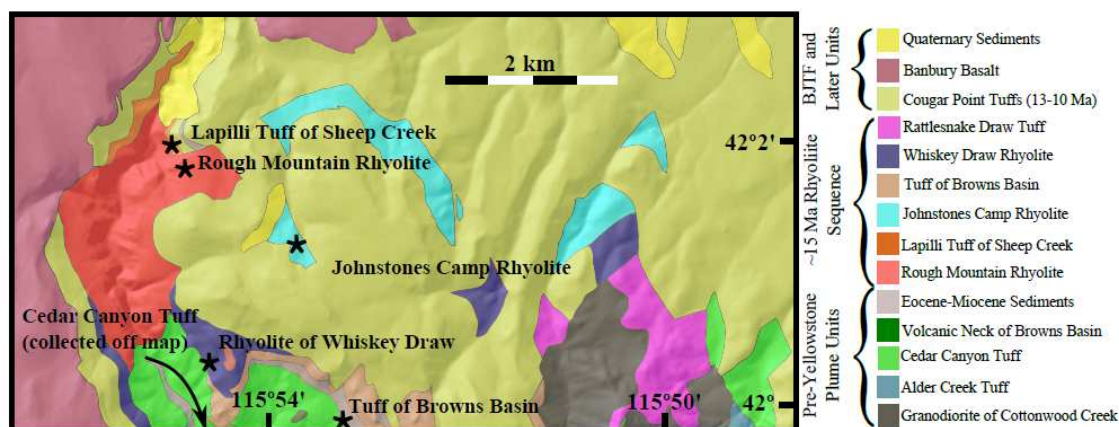 2 km
Lapilli Tuff of Sheep Creek
Rough Mountain Rhyolite
42°2'
Johnstones Camp Rhyolite
Cedar Canyon Tuff
(collected off map)
Rhyolite of Whiskey Draw
115°54'
Tuff of Browns Basin
115°50'
42°
BJTF and
Later Units
Quaternary Sediments
Banbury Basalt
Cougar Point Tuffs (13-10 Ma)
~15 Ma Rhyoliite
Sequence
Rattlesnake Draw Tuff
Whiskey Draw Rhyolite
Tuff of Browns Basin
Johnstones Camp Rhyolite
Lapilli Tuff of Sheep Creek
Rough Mountain Rhyolite
Pre-Yellowstone
Plume Units
Eocene-Miocene Sediments
Volcanic Neck of Browns Basin
Cedar Canyon Tuff
Alder Creek Tuff
Granodiorite of Cottonwood Creek